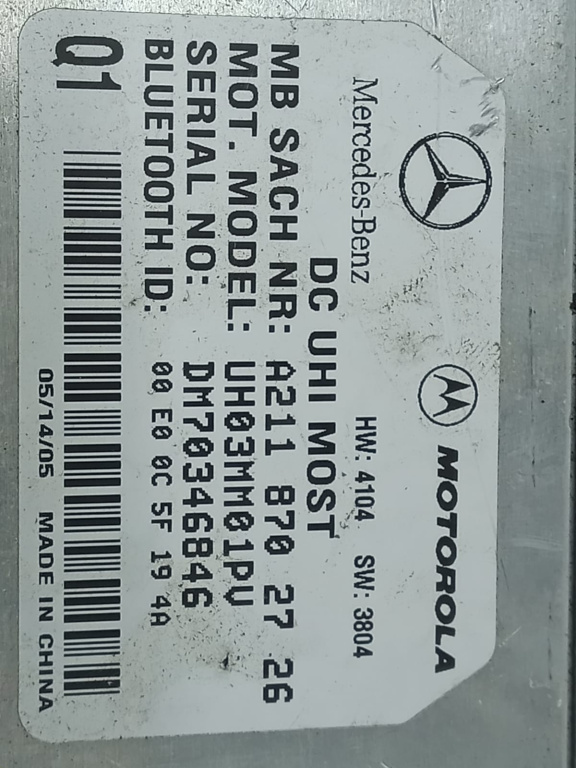 MOTOROLA
Mercedes-Benz HW: 4104 SW: 3804
DC UHI MOST
MB SACH NR: A211 870 27 26
MOT. MODEL: UH03MM01PV
SERIAL NO: DM70346846
BLUETOOTH ID: 00 E0 0C 5F 19 4A
Q1
05/14/05 MADE IN CHINA